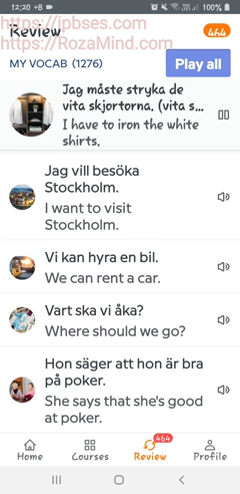 12:20 +B
100%
https://jpbses.com
Review
464
https://RozaMind.com
MY VOCAB (1276)
Play all
Jag måste stryka de
vita skjortorna. (vita s...
I have to iron the white
shirts.
Jag vill besöka
Stockholm.
I want to visit
Stockholm.
Vi kan hyra en bil.
We can rent a car.
Vart ska vi åka?
Where should we go?
Hon säger att hon är bra
på poker.
She says that she's good
at poker.
464
Home Courses Review Profile